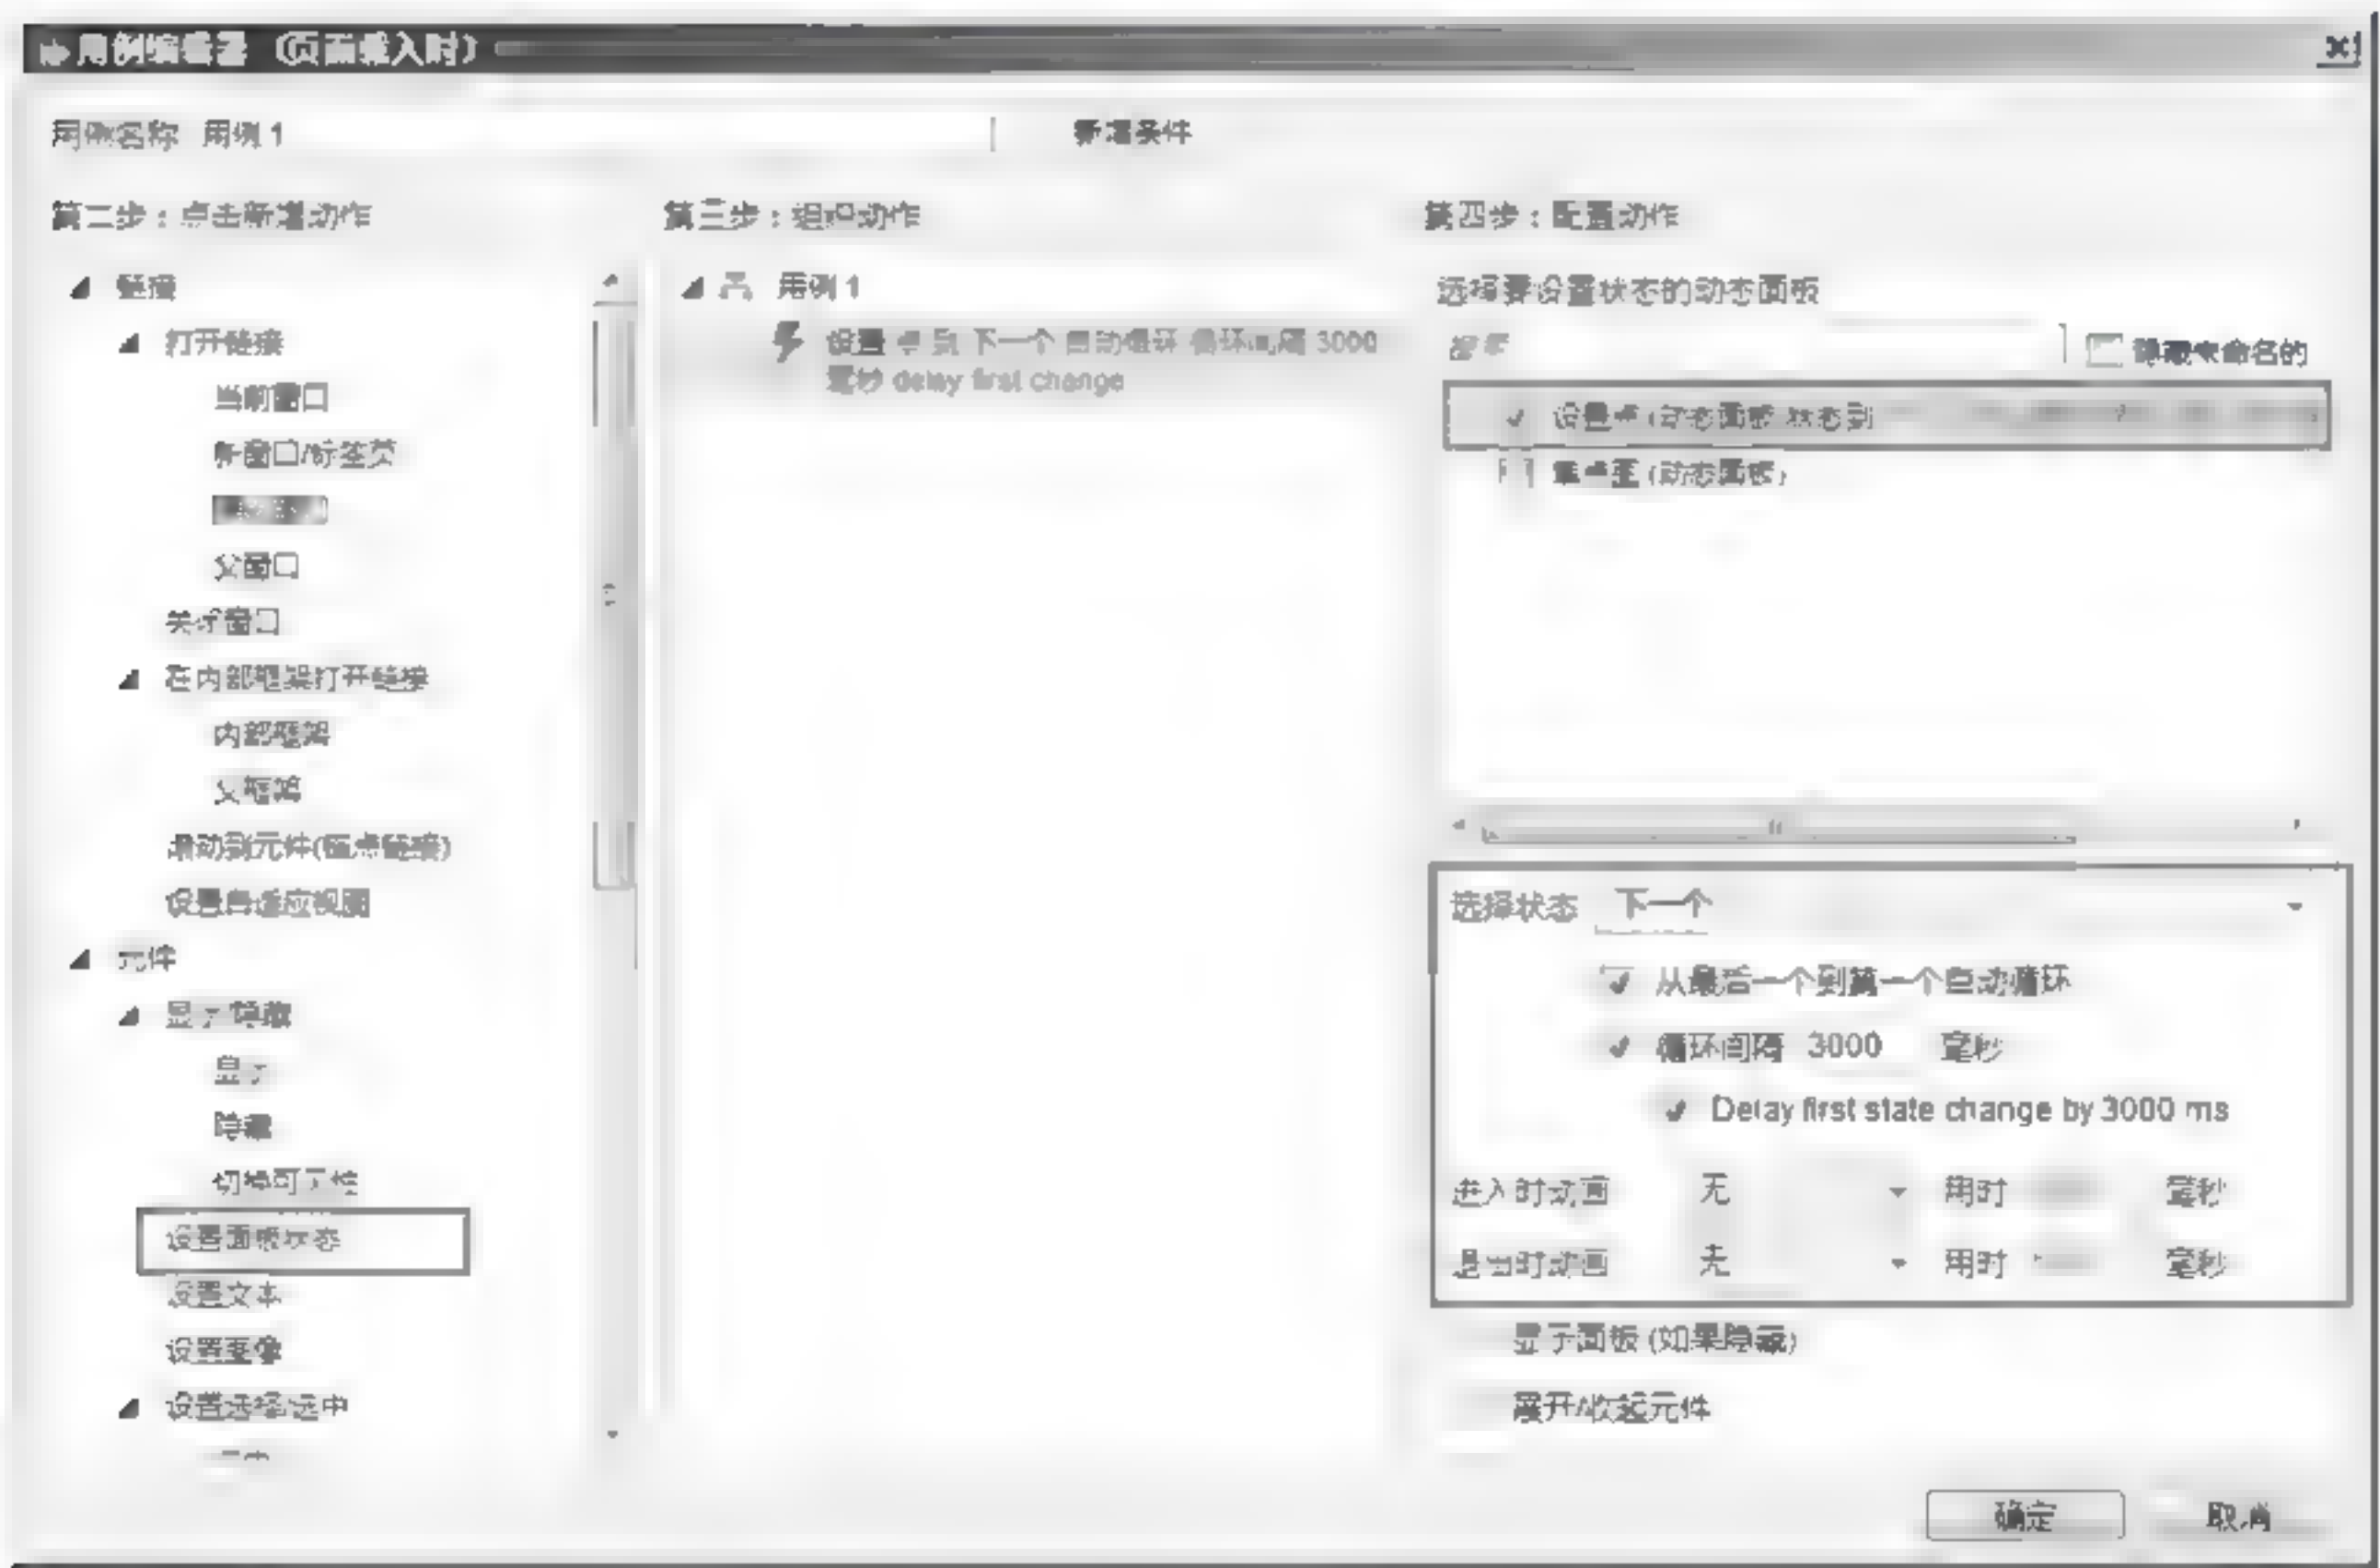 用例编辑器 (页面载入时)
用例名称 用例 1 新增条件
第二步:点击新增动作
链接
打开链接
当前窗口
新窗口/标签页
父窗口
关闭窗口
在内部框架打开链接
内部框架
父框架
滚动到元件(锚点链接)
设置自适应视图
元件
显示/隐藏
显示
隐藏
切换可见性
设置面板状态
设置文本
设置图像
设置选择/选中
第三步:组织动作
用例 1
设置 到 下一个 自动循环 循环间隔 3000
毫秒 delay first change
第四步:配置动作
选择要设置状态的动态面板
隐藏未命名的
设置 (动态面板) 状态到
(动态面板)
选择状态 下一个
从最后一个到第一个自动循环
循环间隔 3000 毫秒
Delay first state change by 3000 ms
进入时动画 无 用时 毫秒
退出时动画 无 用时 毫秒
显示面板 (如果隐藏)
展开/收起元件
确定 取消